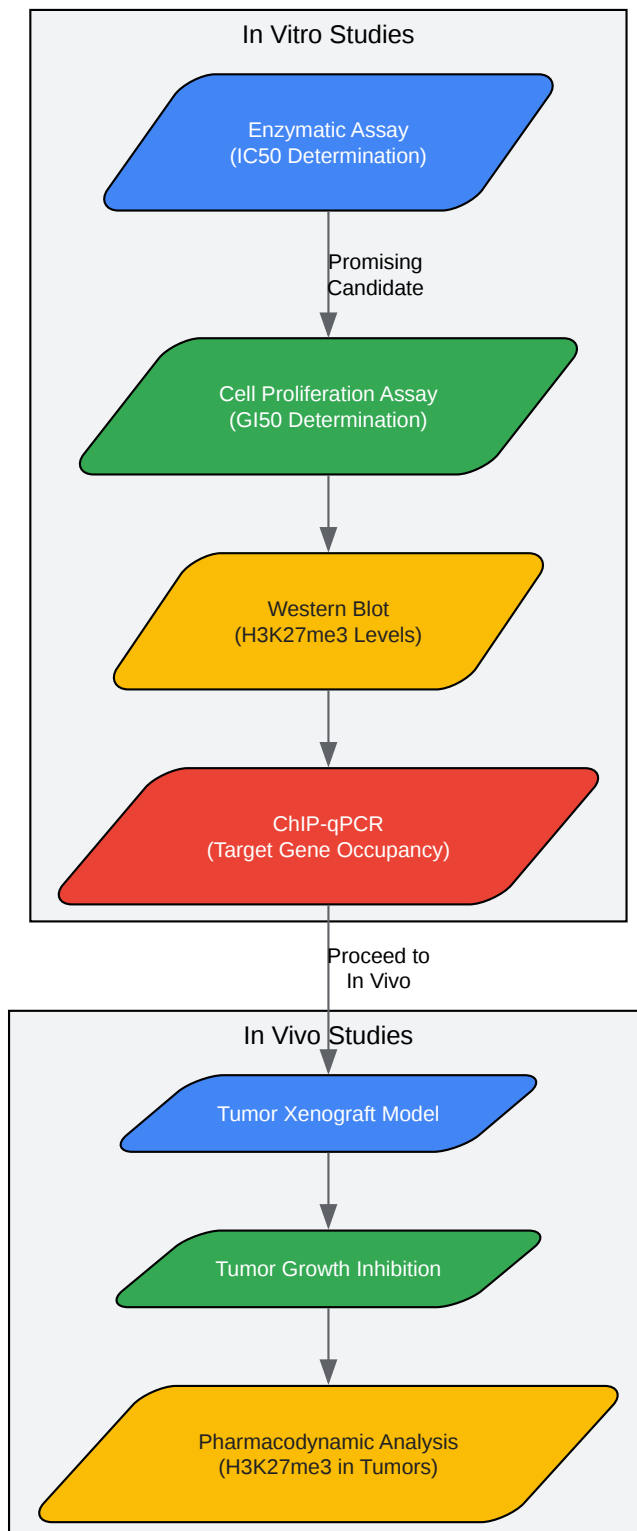 In Vitro Studies
Enzymatic Assay
(IC50 Determination)
Promising
Candidate
Cell Proliferation Assay
(GI50 Determination)
Western Blot
(H3K27me3 Levels)
ChIP-qPCR
(Target Gene Occupancy)
Proceed to
In Vivo
In Vivo Studies
Tumor Xenograft Model
Tumor Growth Inhibition
Pharmacodynamic Analysis
(H3K27me3 in Tumors)